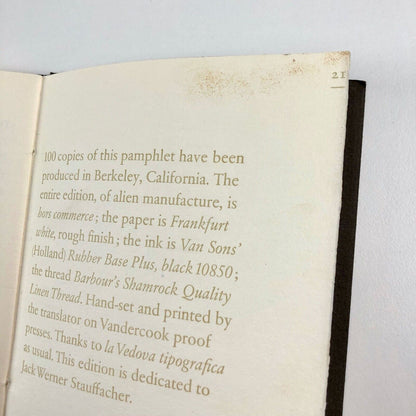 21
100 copies of this pamphlet have been
produced in Berkeley, California. The
entire edition, of alien manufacture, is
hors commerce; the paper is Frankfurt
white, rough finish; the ink is Van Sons'
(Holland) Rubber Base Plus, black 10850;
the thread Barbour's Shamrock Quality
Linen Thread. Hand-set and printed by
the translator on Vandercook proof
presses. Thanks to la Vedova tipografica
as usual. This edition is dedicated to
Jack Werner Stauffacher.